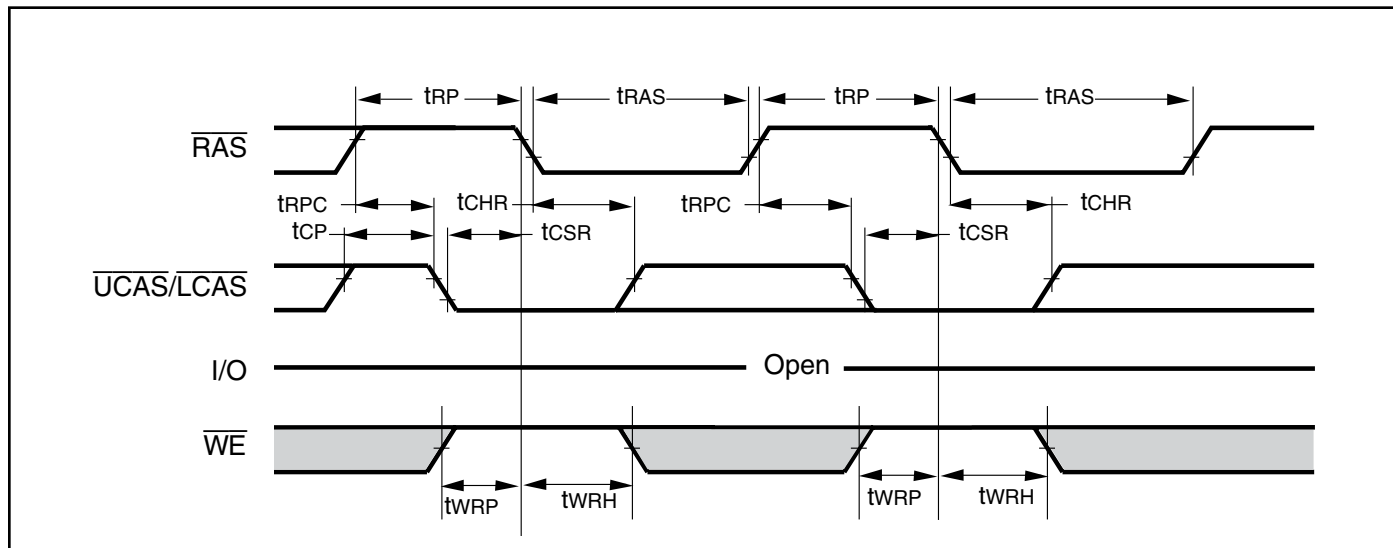 tRP tRAS tRP tRAS
RAS
tRPC tCHR tRPC tCHR
tCP tCSR tCSR
UCAS/LCAS
I/O Open
WE
tWRP tWRH tWRP tWRH